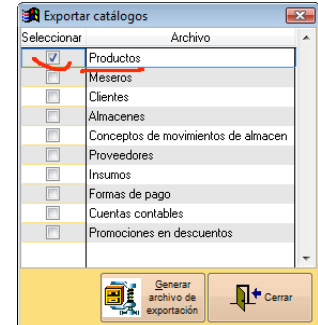 Exportar catálogos
Seleccionar Archivo
Productos
Meseros
Clientes
Almacenes
Conceptos de movimientos de almacen
Proveedores
Insumos
Formas de pago
Cuentas contables
Promociones en descuentos
Generar
archivo de
exportación
Cerrar